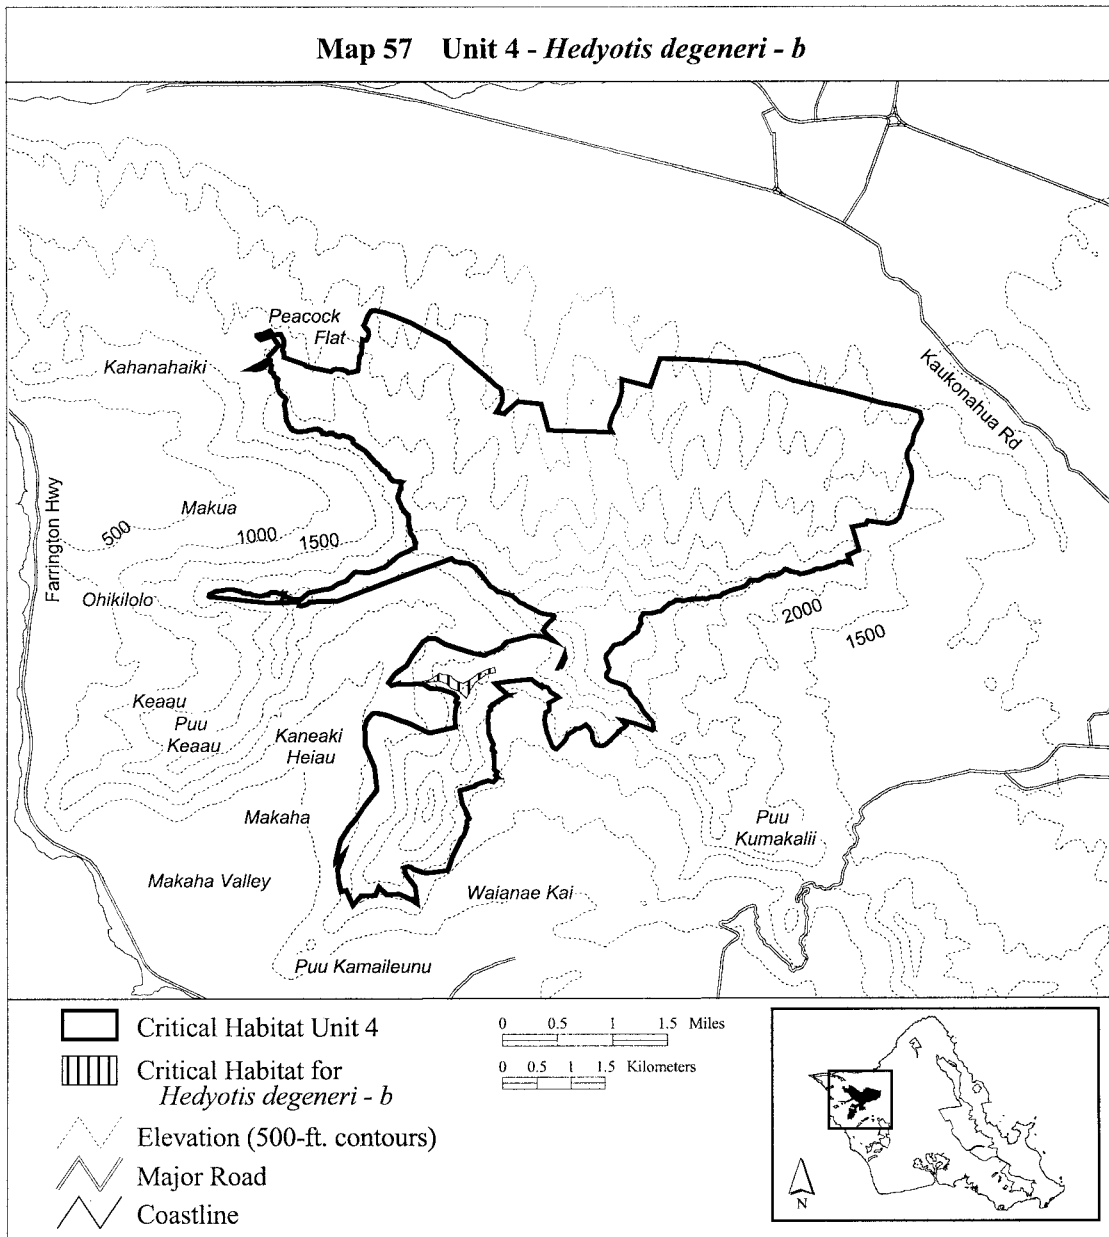 Map 57 Unit 4 - Hedyotis degeneri - b
Peacock
Flat
Kahanahaiki
Kaukonahua Rd
Farrington Hwy
Makua
500
1000
1500
Ohikilolo
2000
1500
Keaau
Puu
Keaau
Kaneaki
Heiau
Makaha
Puu
Kumakalii
Makaha Valley
Waianae Kai
Puu Kamaileunu
Critical Habitat Unit 4
Critical Habitat for
Hedyotis degeneri - b
Elevation (500-ft. contours)
Major Road
Coastline
0 0.5 1 1.5 Miles
0 0.5 1 1.5 Kilometers
N